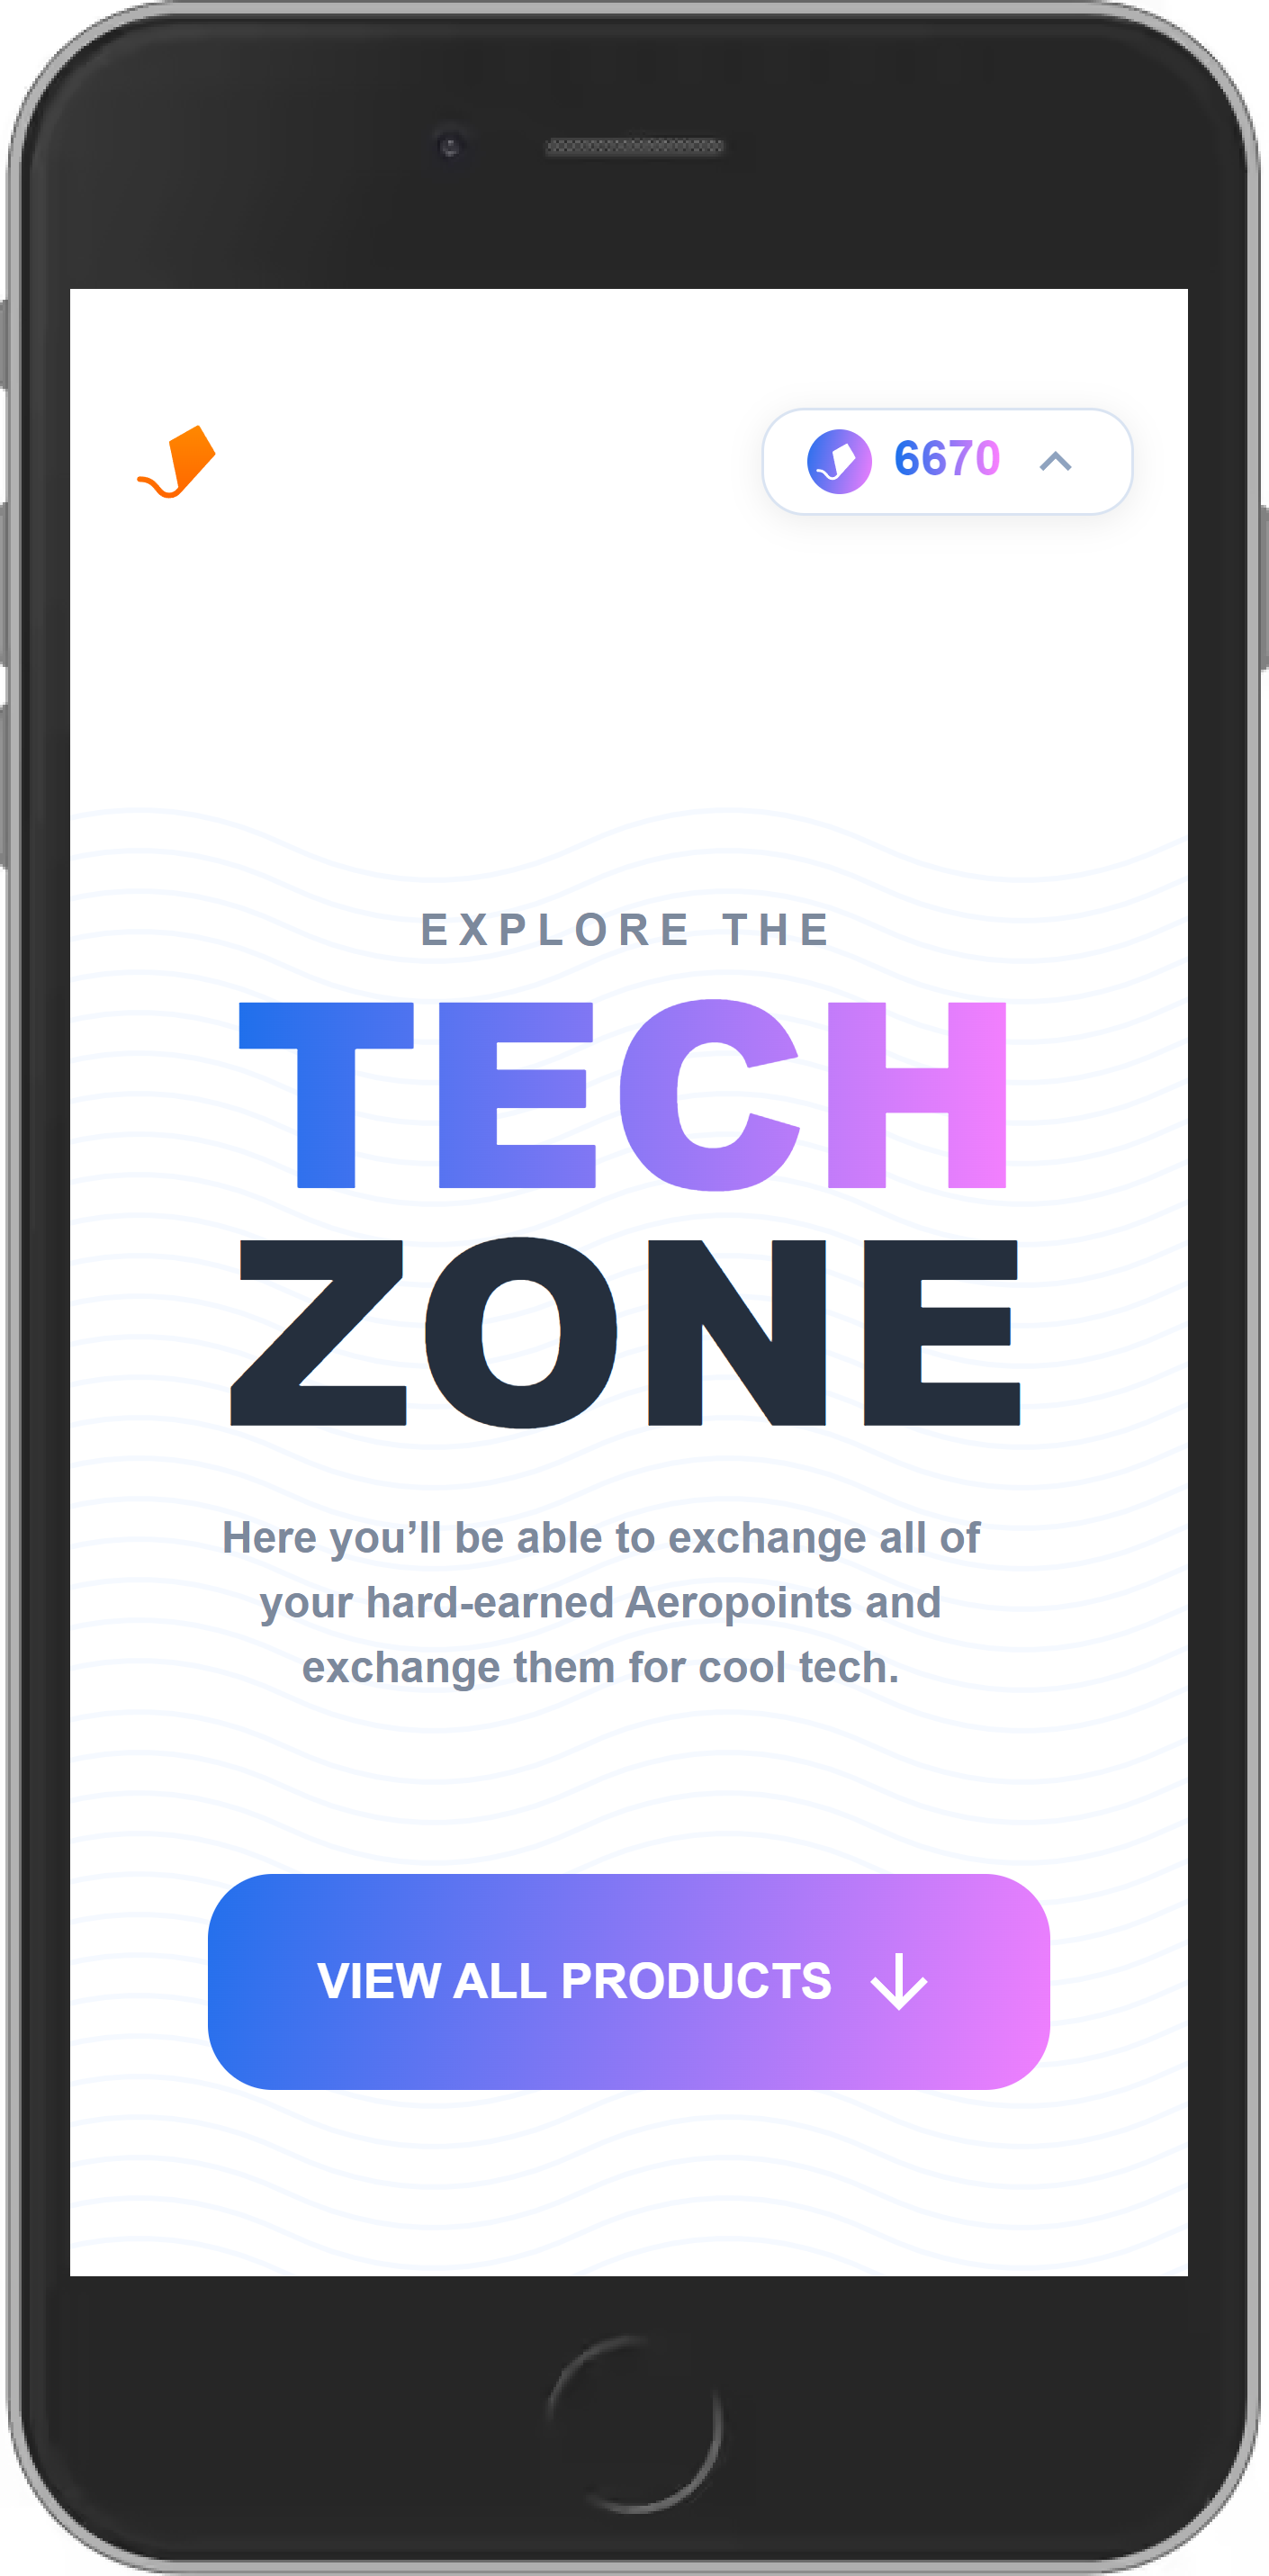 6670
EXPLORE THE
TECH
ZONE
Here you’ll be able to exchange all of
your hard-earned Aeropoints and
exchange them for cool tech.
VIEW ALL PRODUCTS